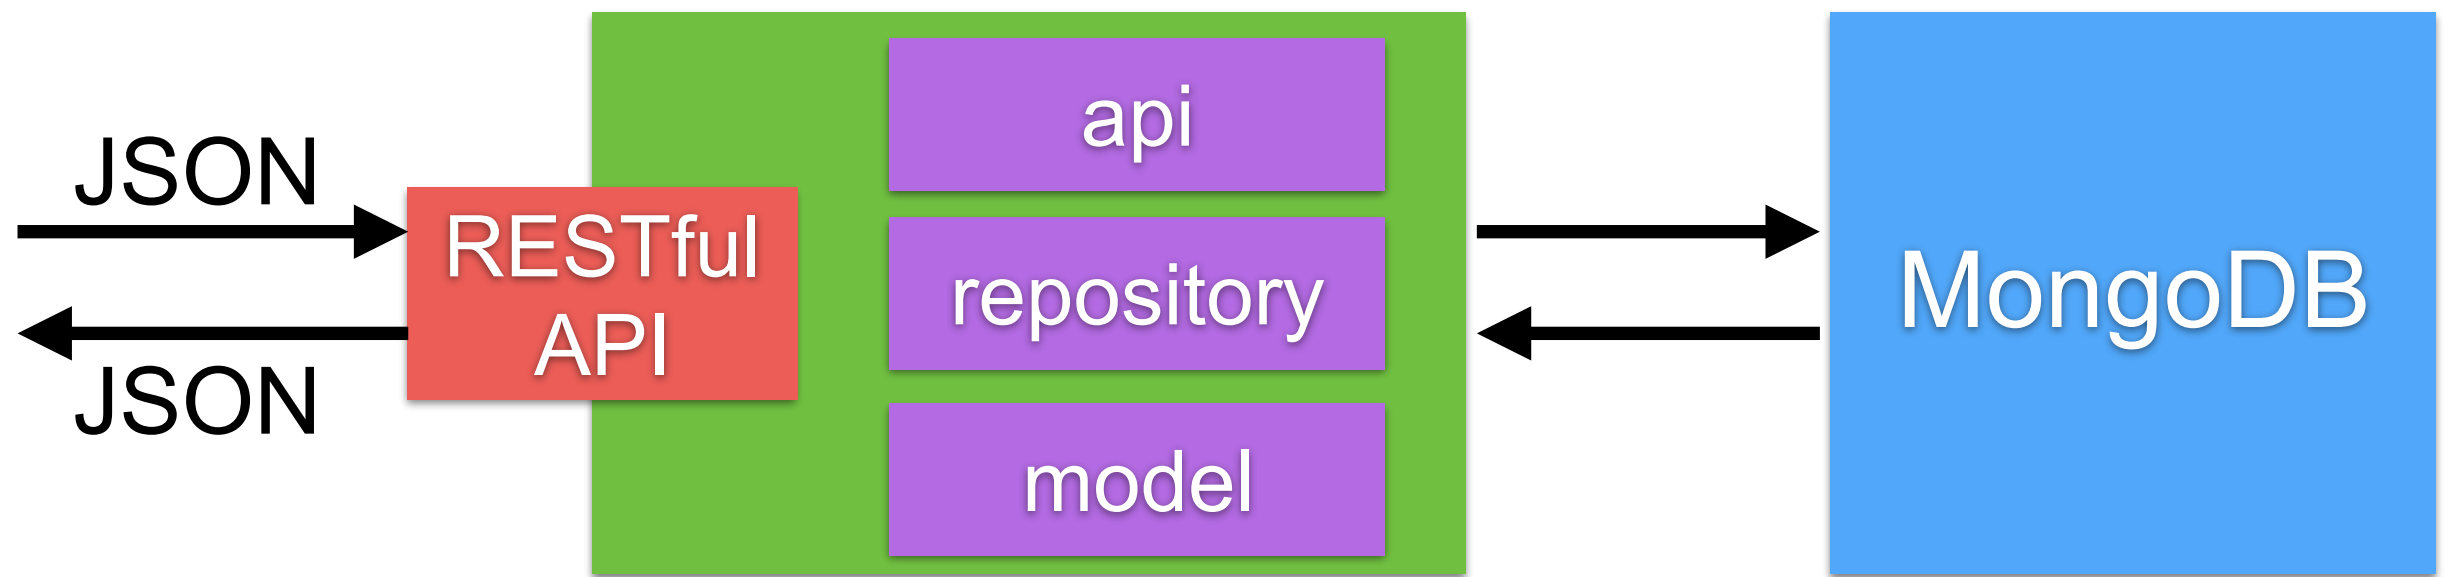 JSON
JSON
RESTful
API
api
repository
model
MongoDB